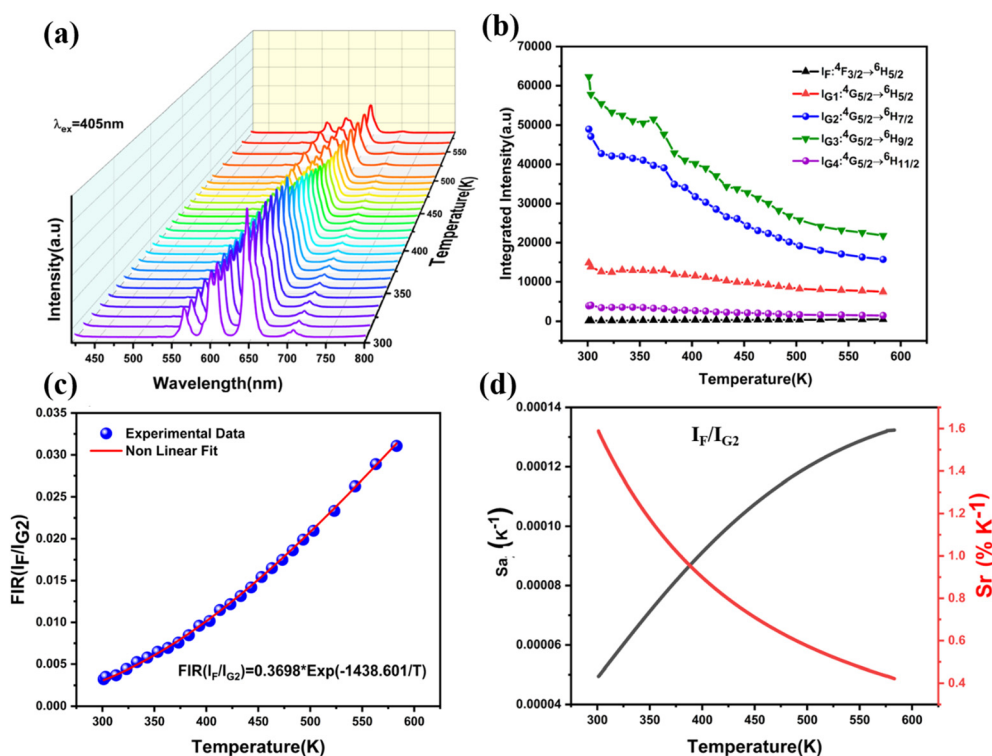 (a)
λex=405nm
Intensity(a.u)
450 500 550 600 650 700 750 800
Wavelength(nm)
300
350
400
450
500
550
Temperature(K)
(b)
70000
60000
50000
40000
30000
20000
10000
0
Integrated Intensity(a.u)
IF:⁴F3/2→⁶H5/2
IG1:⁴G5/2→⁶H5/2
IG2:⁴G5/2→⁶H7/2
IG3:⁴G5/2→⁶H9/2
IG4:⁴G5/2→⁶H11/2
300 350 400 450 500 550 600
Temperature(K)
(c)
0.035
0.030
0.025
0.020
0.015
0.010
0.005
0.000
FIR(IF/IG2)
Experimental Data
Non Linear Fit
FIR(IF/IG2)=0.3698*Exp(-1438.601/T)
300 350 400 450 500 550 600
Temperature(K)
(d)
0.00014
0.00012
0.00010
0.00008
0.00006
0.00004
Sa (K⁻¹)
IF/IG2
1.6
1.4
1.2
1.0
0.8
0.6
0.4
Sr (% K⁻¹)
300 350 400 450 500 550 600
Temperature(K)